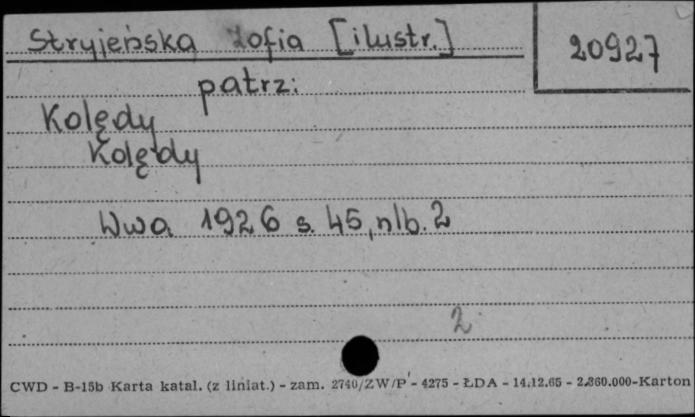 Stryjeńska Zofia [ilustr.]
20927
patrz:
Kolędy
Kolędy
Wwa 1926 s. 45, nlb. 2
2
CWD - B-15b Karta katal. (z liniat.) - zam. 2740/ZW/P - 4275 - ŁDA - 14.12.65 - 2.360.000-Karton